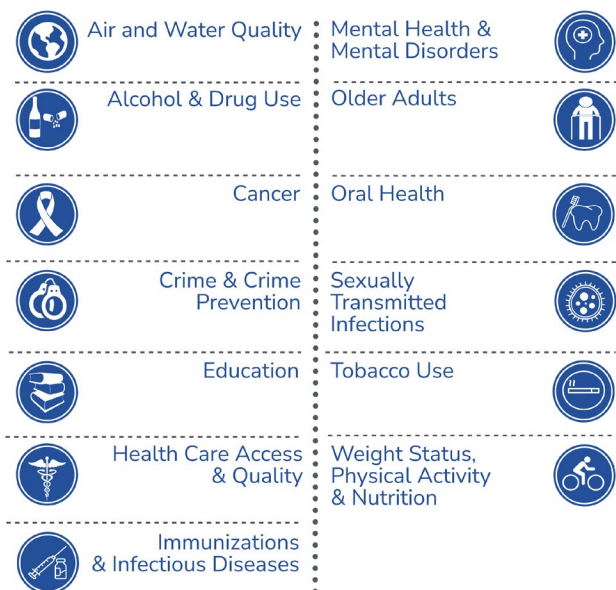 Air and Water Quality
Alcohol & Drug Use
Cancer
Crime & Crime
Prevention
Education
Health Care Access
& Quality
Immunizations
& Infectious Diseases
Mental Health &
Mental Disorders
Older Adults
Oral Health
Sexually
Transmitted
Infections
Tobacco Use
Weight Status,
Physical Activity
& Nutrition